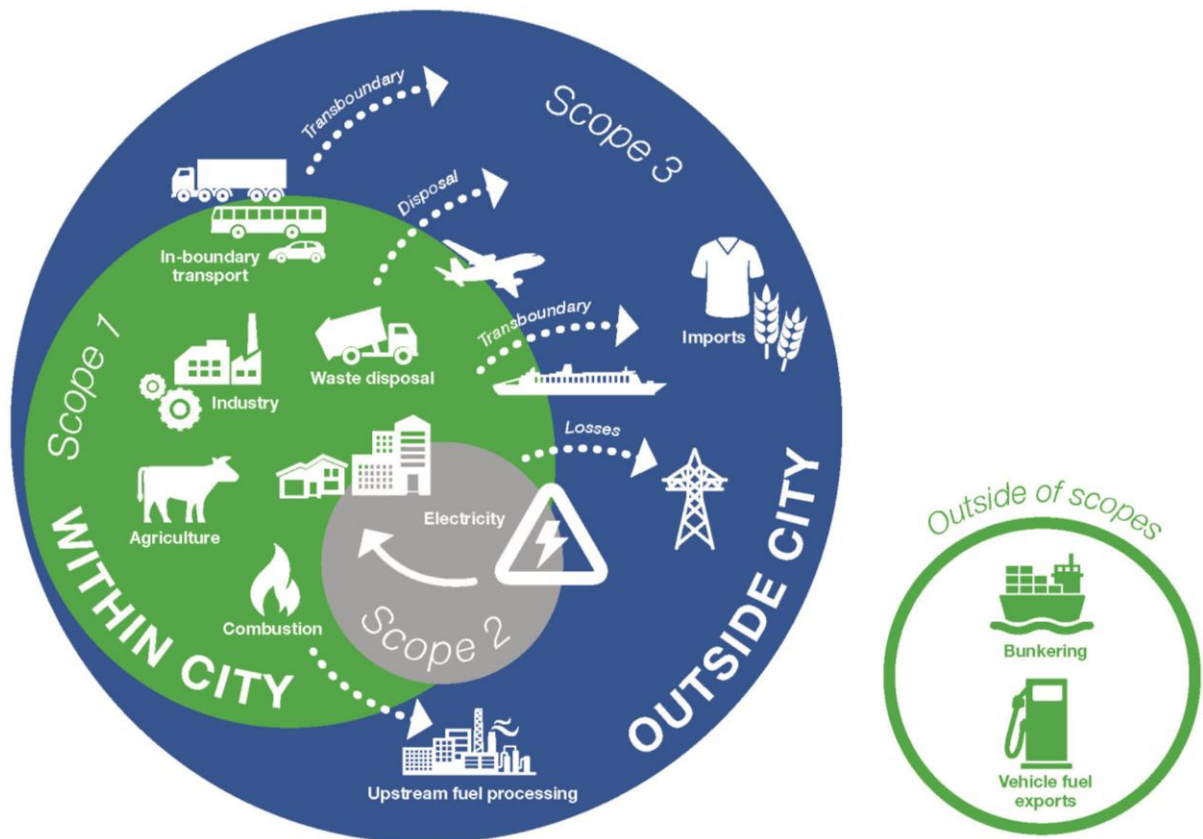 Transboundary
Scope 3
Disposal
In-boundary
transport
Transboundary
Imports
Scope 1
Waste disposal
Industry
Losses
Electricity
Agriculture
WITHIN CITY
OUTSIDE CITY
Combustion
Scope 2
Upstream fuel processing
Outside of scopes
Bunkering
Vehicle fuel
exports